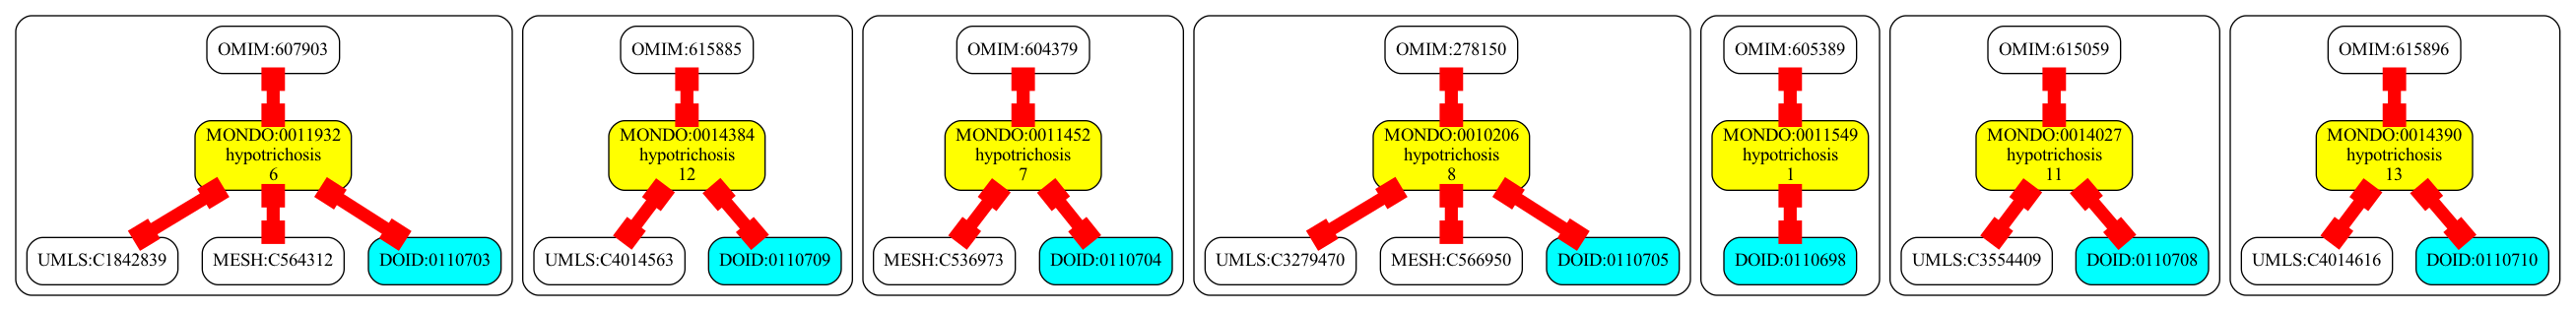 OMIM:607903
MONDO:0011932
hypotrichosis
6
UMLS:C1842839
MESH:C564312
DOID:0110703
OMIM:615885
MONDO:0014384
hypotrichosis
12
UMLS:C4014563
DOID:0110709
OMIM:604379
MONDO:0011452
hypotrichosis
7
MESH:C536973
DOID:0110704
OMIM:278150
MONDO:0010206
hypotrichosis
8
UMLS:C3279470
MESH:C566950
DOID:0110705
OMIM:605389
MONDO:0011549
hypotrichosis
1
DOID:0110698
OMIM:615059
MONDO:0014027
hypotrichosis
11
UMLS:C3554409
DOID:0110708
OMIM:615896
MONDO:0014390
hypotrichosis
13
UMLS:C4014616
DOID:0110710